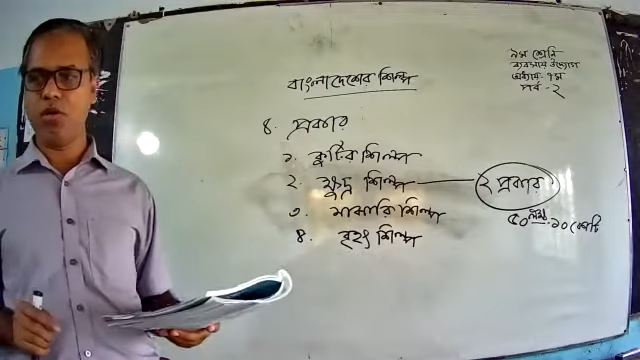 বাংলাদেশের শিল্প
৯ম শ্রেনি
ব্যবসায় উদ্যোগ
অধ্যায়- ৭ম
পর্ব - ২
৪. প্রকার
১. কুটির শিল্প
২. ক্ষুদ্র শিল্প — ২ প্রকার
৩. মাঝারি শিল্প
৫০ লক্ষ - ১০ কোটি
৪. বৃহৎ শিল্প